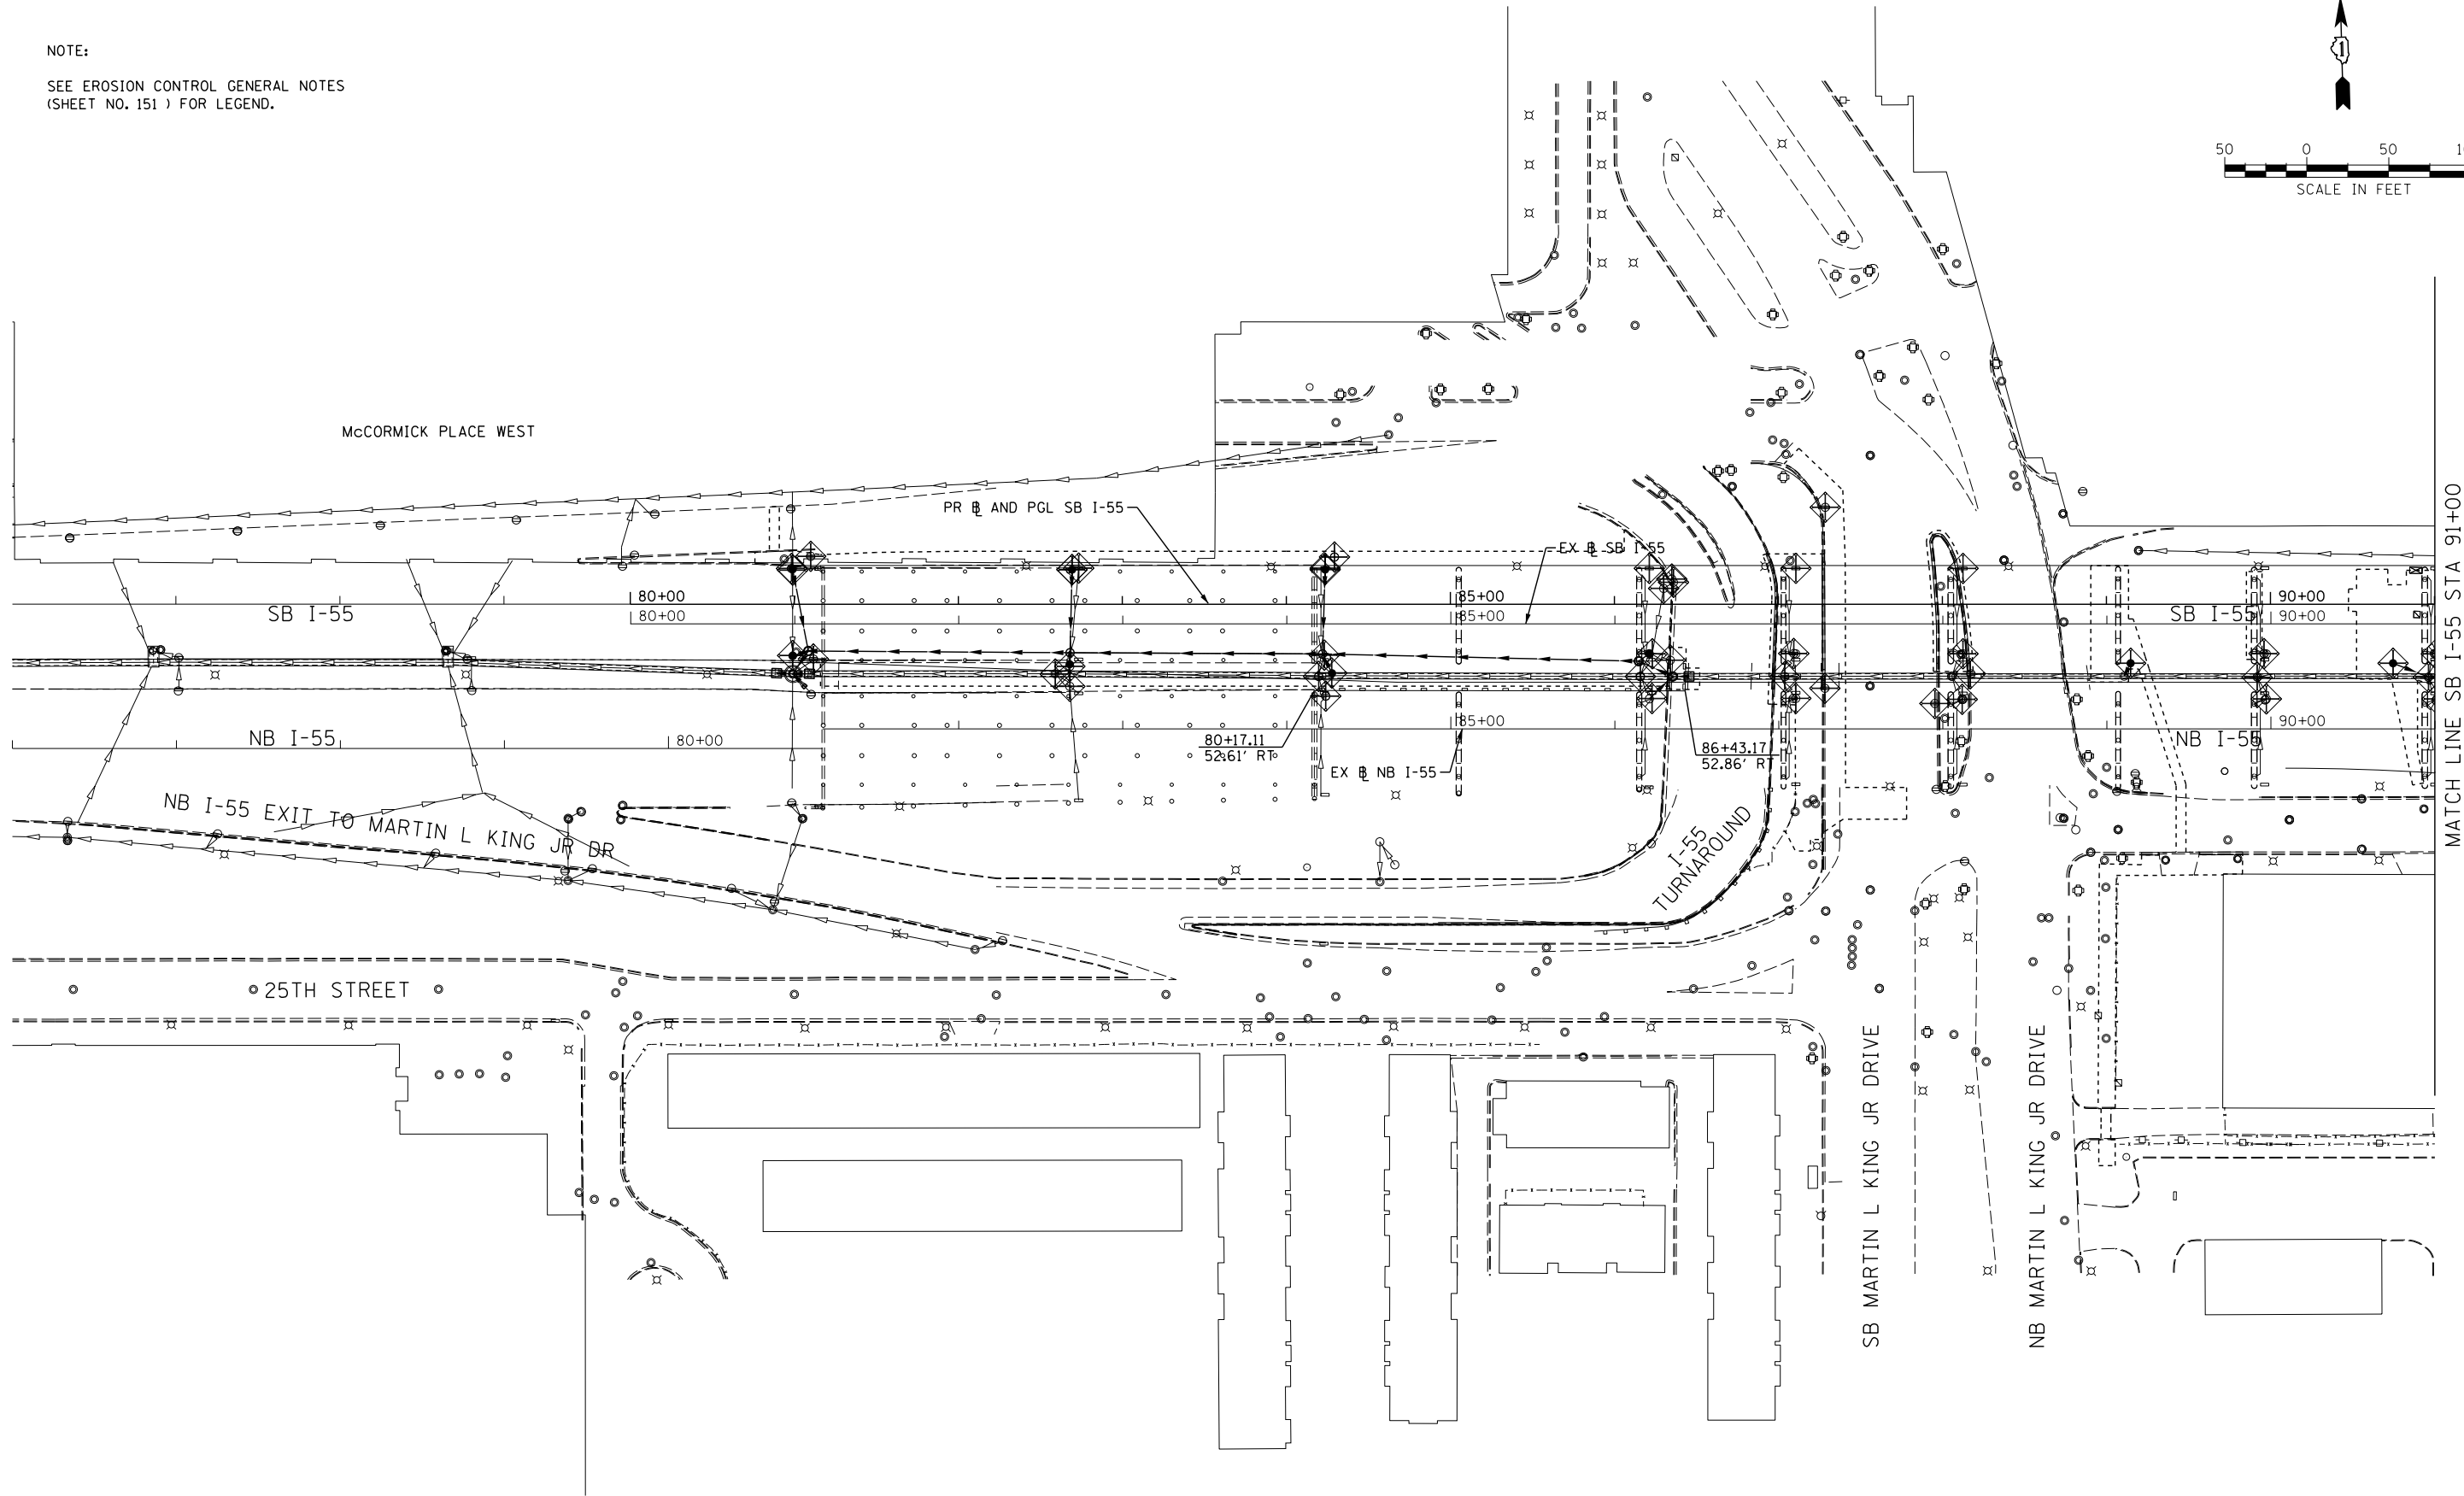 NOTE:
SEE EROSION CONTROL GENERAL NOTES
(SHEET NO. 151 ) FOR LEGEND.
1
50 0 50
SCALE IN FEET
McCORMICK PLACE WEST
PR BL AND PGL SB I-55
EX BL SB I-55
80+00
85+00
90+00
SB I-55
80+00
85+00
SB I-55
90+00
NB I-55
80+00
85+00
NB I-55
90+00
80+17.11
52.61' RT
EX BL NB I-55
86+43.17
52.86' RT
NB I-55 EXIT TO MARTIN L KING JR DR
I-55
TURNAROUND
25TH STREET
SB MARTIN L KING JR DRIVE
NB MARTIN L KING JR DRIVE
MATCH LINE SB I-55 STA 91+00